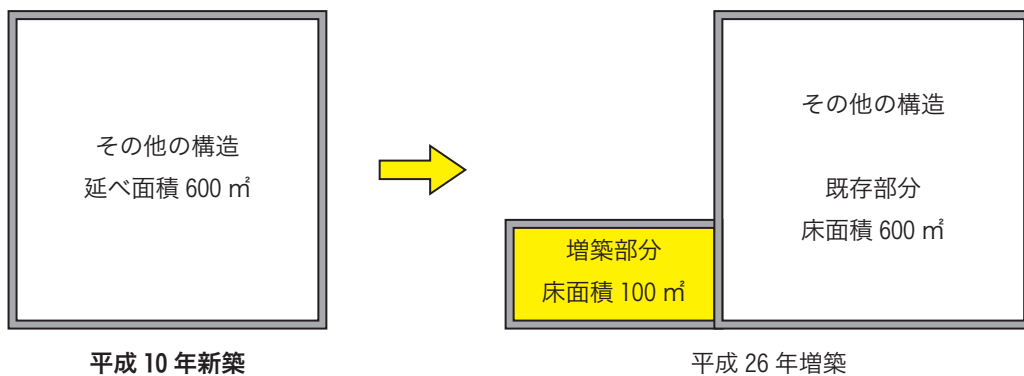 その他の構造
延べ面積 600 ㎡
平成 10 年新築
その他の構造
既存部分
床面積 600 ㎡
増築部分
床面積 100 ㎡
平成 26 年増築